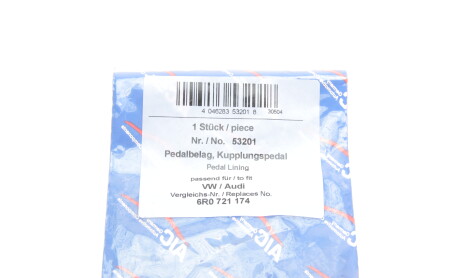 4 046283 53201 8 30504
1 Stück / piece
Nr. / No. 53201
Pedalbelag, Kupplungspedal
Pedal Lining
passend für / to fit
VW / Audi
Vergleichs-Nr. / Replaces No.
6R0 721 174
AIC